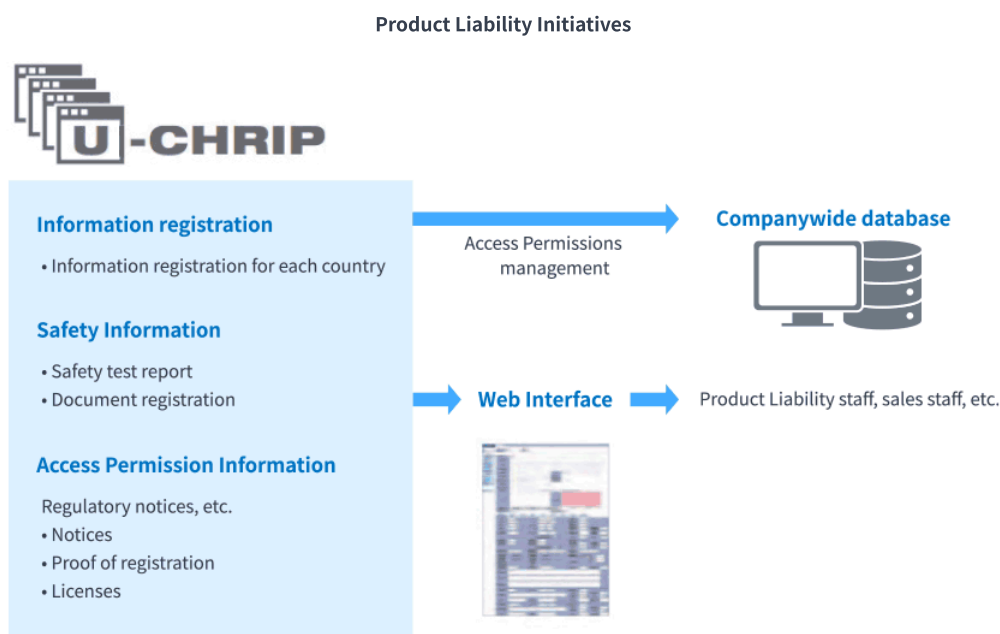 Product Liability Initiatives
U-CHRIP
Information registration
• Information registration for each country
Safety Information
• Safety test report
• Document registration
Access Permission Information
Regulatory notices, etc.
• Notices
• Proof of registration
• Licenses
Access Permissions
management
Companywide database
Web Interface
Product Liability staff, sales staff, etc.